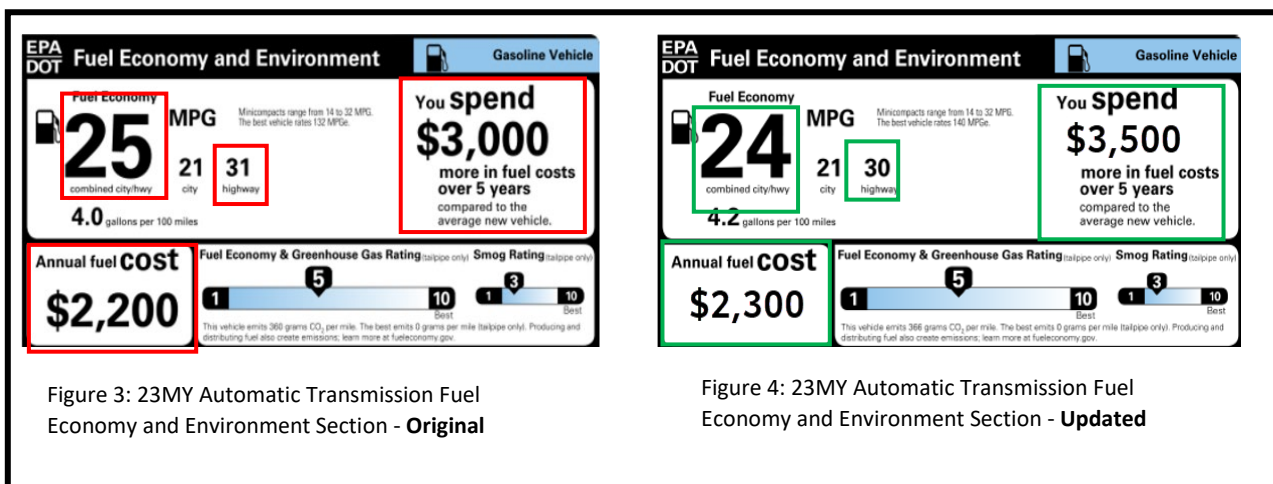 EPA
DOT
Fuel Economy and Environment
Gasoline Vehicle
Fuel Economy
25
MPG
Minicompacts range from 14 to 32 MPG.
The best vehicle rates 132 MPGe.
21
31
combined city/hwy
city
highway
4.0 gallons per 100 miles
You spend
$3,000
more in fuel costs
over 5 years
compared to the
average new vehicle.
Annual fuel COST
$2,200
Fuel Economy & Greenhouse Gas Rating (tailpipe only)
5
1
10
Best
Smog Rating (tailpipe only)
3
1
10
Best
This vehicle emits 360 grams CO2 per mile. The best emits 0 grams per mile (tailpipe only). Producing and
distributing fuel also create emissions; learn more at fueleconomy.gov.
Figure 3: 23MY Automatic Transmission Fuel
Economy and Environment Section - Original
EPA
DOT
Fuel Economy and Environment
Gasoline Vehicle
Fuel Economy
24
MPG
Minicompacts range from 14 to 32 MPG.
The best vehicle rates 140 MPGe.
21
30
combined city/hwy
city
highway
4.2 gallons per 100 miles
You spend
$3,500
more in fuel costs
over 5 years
compared to the
average new vehicle.
Annual fuel COST
$2,300
Fuel Economy & Greenhouse Gas Rating (tailpipe only)
5
1
10
Best
Smog Rating (tailpipe only)
3
1
10
Best
This vehicle emits 366 grams CO2 per mile. The best emits 0 grams per mile (tailpipe only). Producing and
distributing fuel also create emissions; learn more at fueleconomy.gov.
Figure 4: 23MY Automatic Transmission Fuel
Economy and Environment Section - Updated